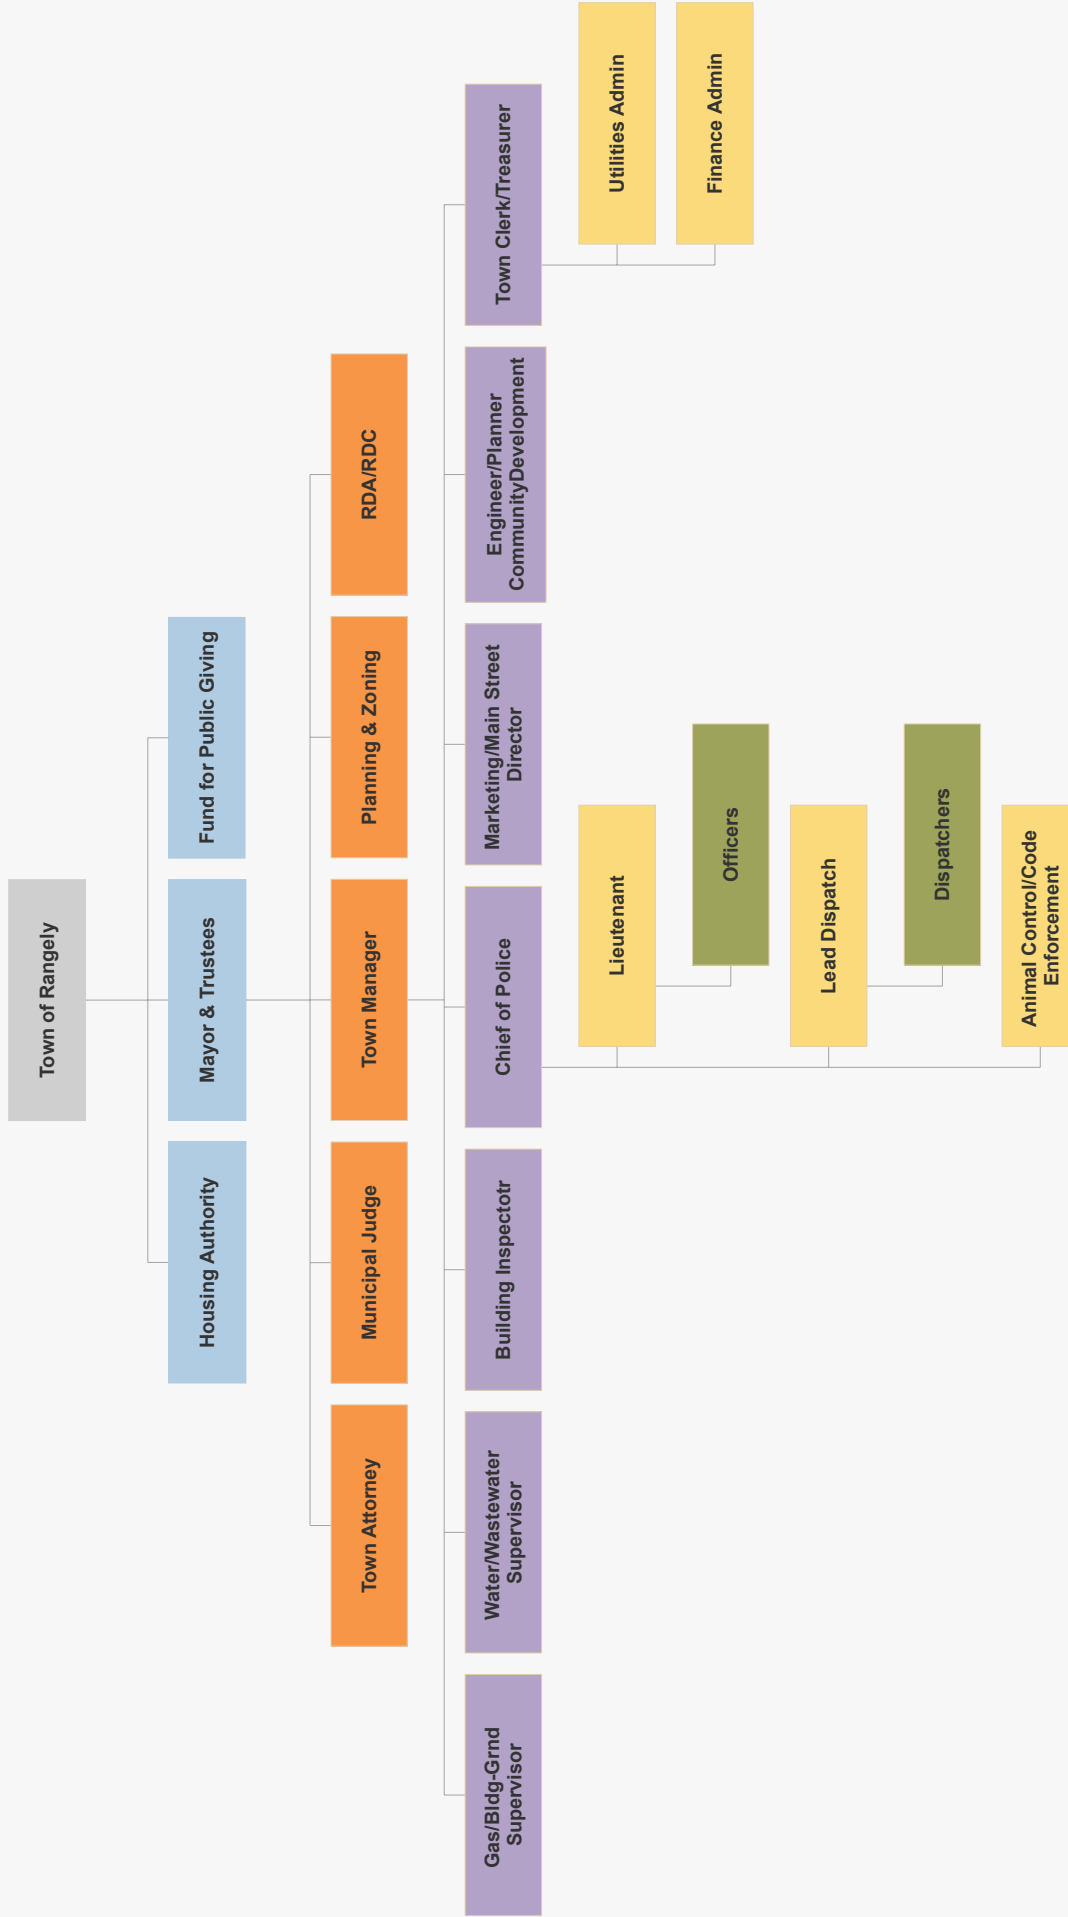 Town of Rangely
Housing Authority
Mayor & Trustees
Fund for Public Giving
Town Attorney
Municipal Judge
Town Manager
Planning & Zoning
RDA/RDC
Gas/Bldg-Grnd
Supervisor
Water/Wastewater
Supervisor
Building Inspectotr
Chief of Police
Marketing/Main Street
Director
Engineer/Planner
CommunityDevelopment
Town Clerk/Treasurer
Lieutenant
Officers
Lead Dispatch
Dispatchers
Animal Control/Code
Enforcement
Utilities Admin
Finance Admin